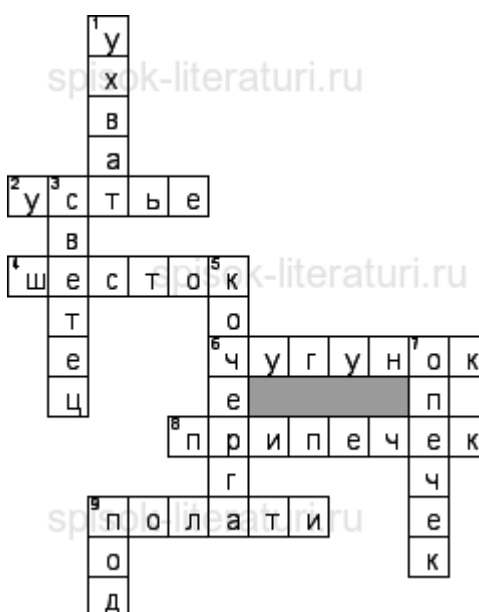 1 у
spisok-literaturi.ru
х
в
а
2 у 3 с т ь е
в
4 ш е с т о 5 к
spisok-literaturi.ru
т о
е 6 ч у г у н 7 о к
ц е п
8 п р и п е ч е к
г ч
9 п о л а т и е
spisok-literaturi.ru
о к
д